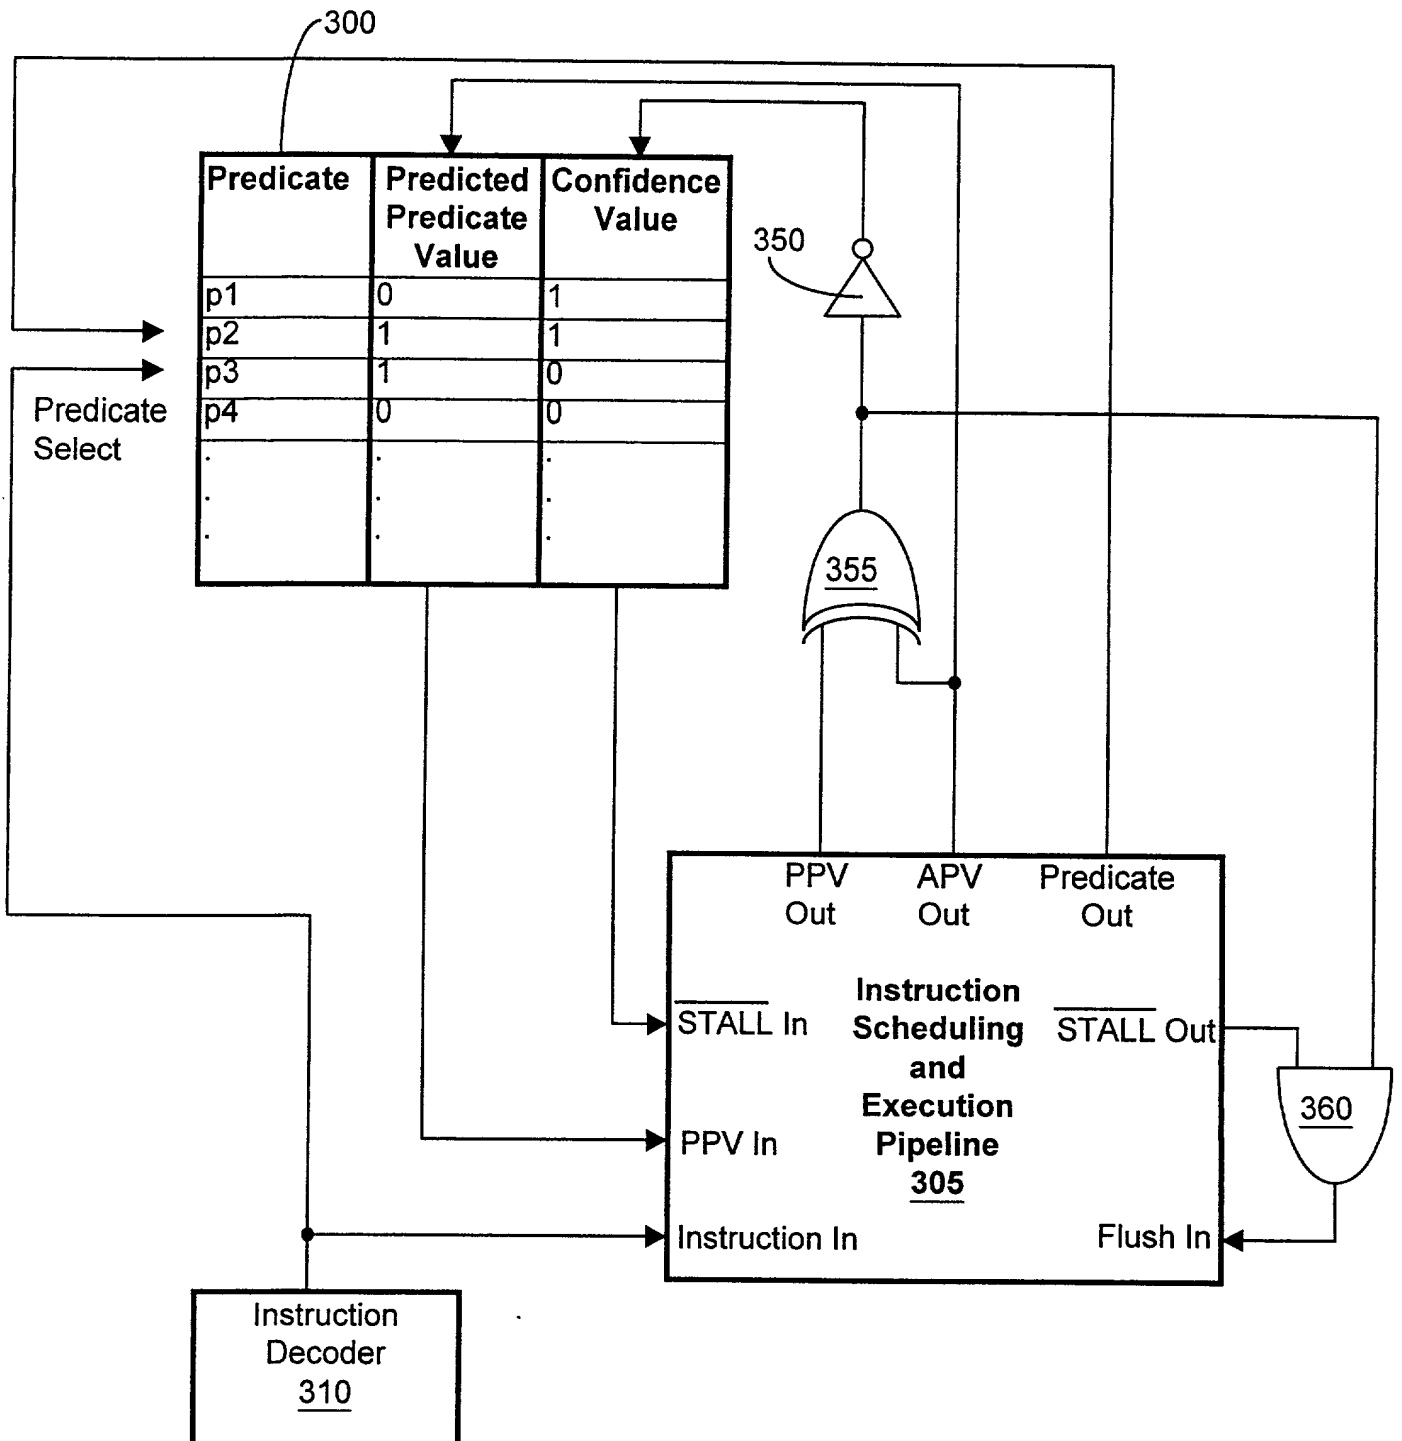 300
Predicate
Predicted
Predicate
Value
Confidence
Value
p1 0 1
p2 1 1
p3 1 0
p4 0 0
. . .
. . .
. . .
Predicate
Select
350
355
PPV
Out
APV
Out
Predicate
Out
STALL In
PPV In
Instruction In
Instruction
Scheduling
and
Execution
Pipeline
305
STALL Out
Flush In
360
Instruction
Decoder
310